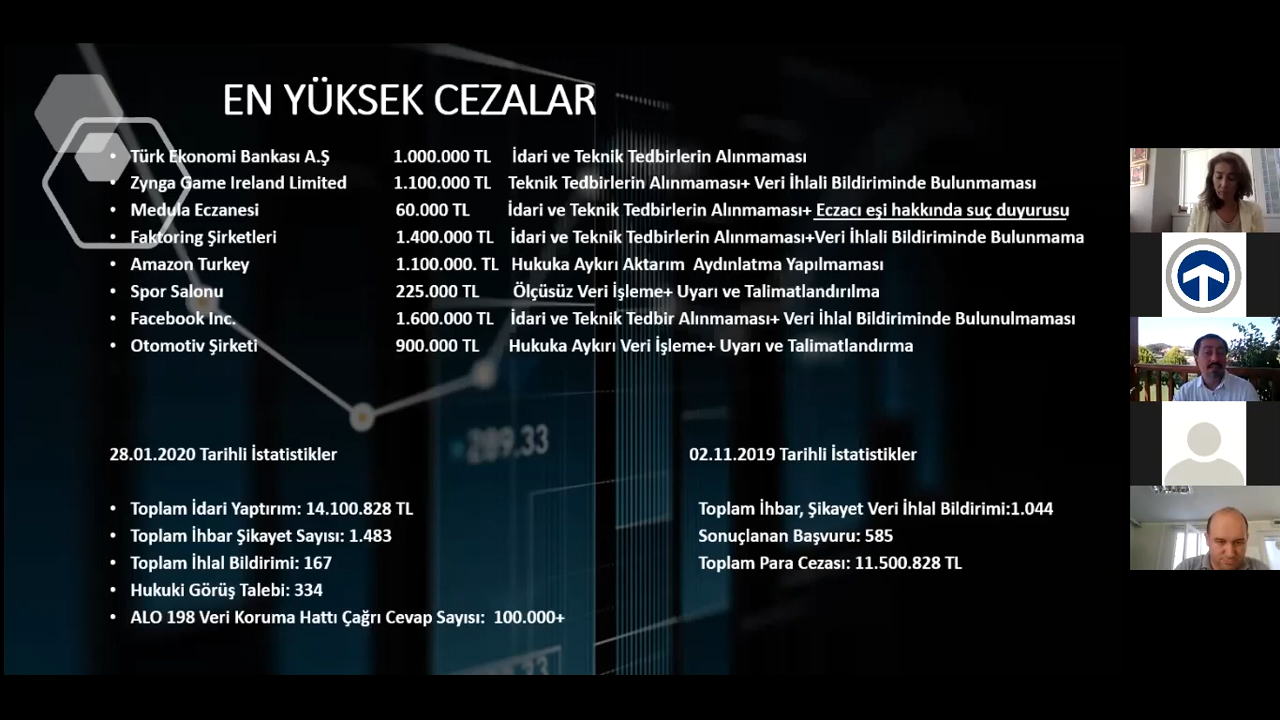 EN YÜKSEK CEZALAR
• Türk Ekonomi Bankası A.Ş 1.000.000 TL İdari ve Teknik Tedbirlerin Alınmaması
• Zynga Game Ireland Limited 1.100.000 TL Teknik Tedbirlerin Alınmaması+ Veri İhlali Bildiriminde Bulunmaması
• Medula Eczanesi 60.000 TL İdari ve Teknik Tedbirlerin Alınmaması+ Eczacı eşi hakkında suç duyurusu
• Faktoring Şirketleri 1.400.000 TL İdari ve Teknik Tedbirlerin Alınmaması+Veri İhlali Bildiriminde Bulunmama
• Amazon Turkey 1.100.000. TL Hukuka Aykırı Aktarım Aydınlatma Yapılmaması
• Spor Salonu 225.000 TL Ölçüsüz Veri İşleme+ Uyarı ve Talimatlandırılma
• Facebook Inc. 1.600.000 TL İdari ve Teknik Tedbir Alınmaması+ Veri İhlal Bildiriminde Bulunulmaması
• Otomotiv Şirketi 900.000 TL Hukuka Aykırı Veri İşleme+ Uyarı ve Talimatlandırma
289.33
28.01.2020 Tarihli İstatistikler
• Toplam İdari Yaptırım: 14.100.828 TL
• Toplam İhbar Şikayet Sayısı: 1.483
• Toplam İhlal Bildirimi: 167
• Hukuki Görüş Talebi: 334
• ALO 198 Veri Koruma Hattı Çağrı Cevap Sayısı: 100.000+
02.11.2019 Tarihli İstatistikler
Toplam İhbar, Şikayet Veri İhlal Bildirimi:1.044
Sonuçlanan Başvuru: 585
Toplam Para Cezası: 11.500.828 TL